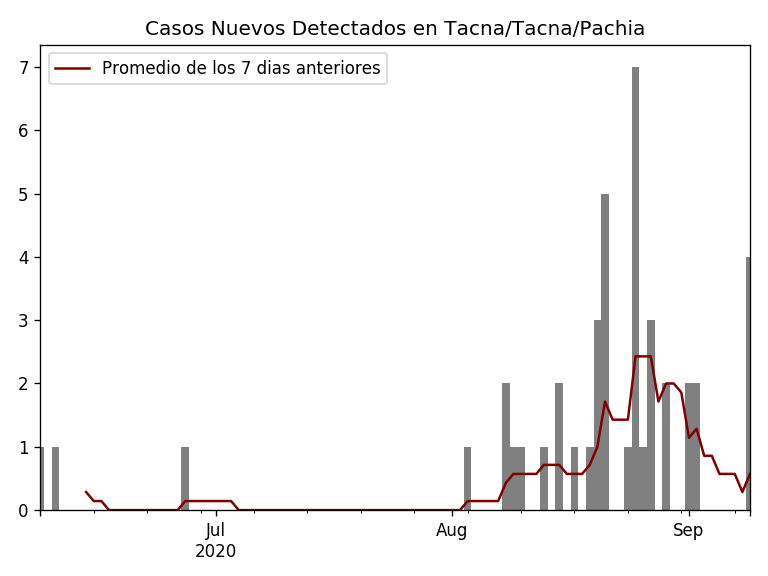 Casos Nuevos Detectados en Tacna/Tacna/Pachia
Promedio de los 7 dias anteriores
7
6
5
4
3
2
1
0
Jul
2020
Aug
Sep